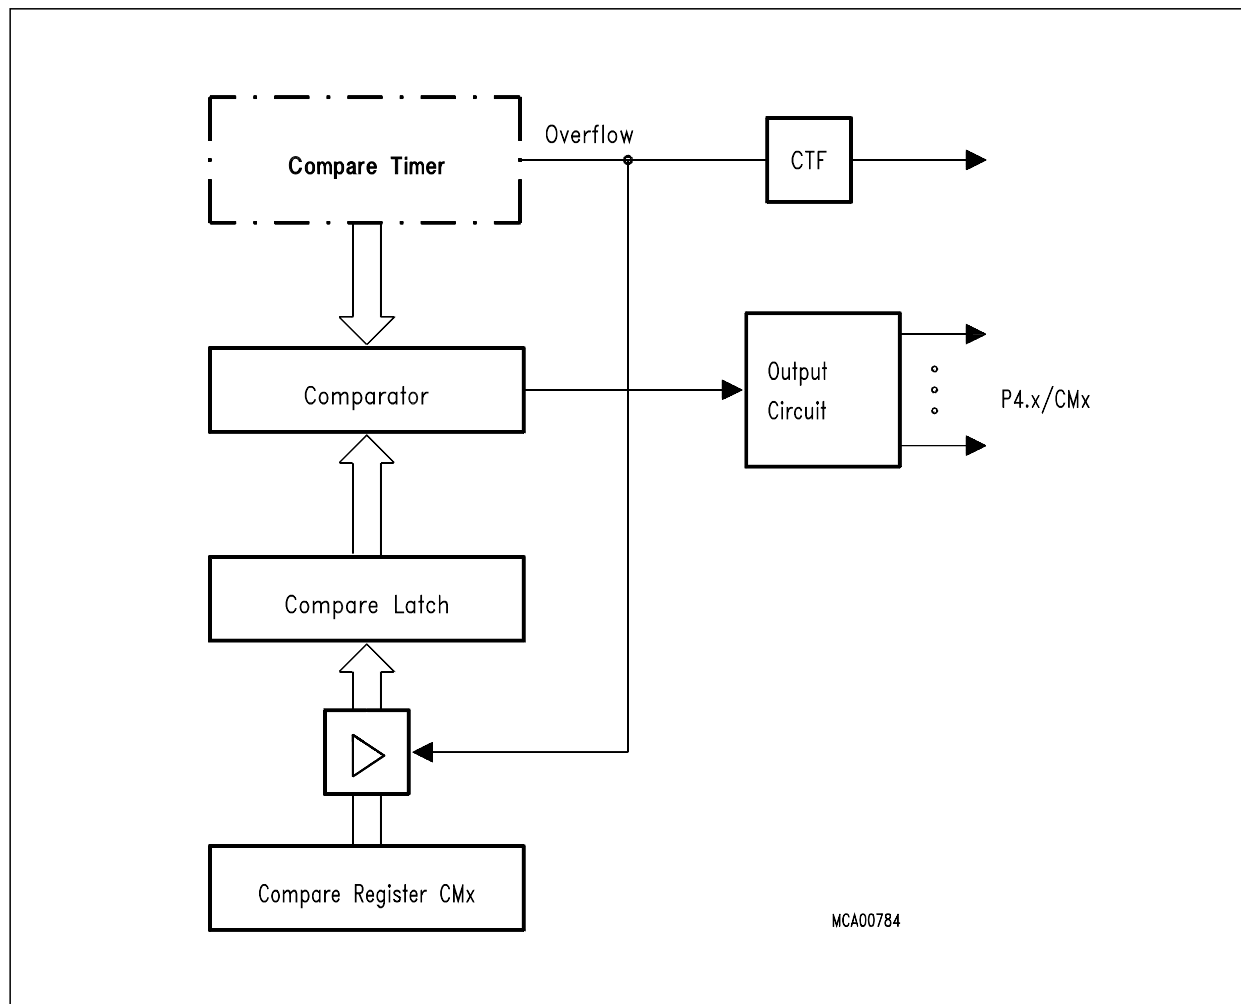 Overflow
Compare Timer
CTF
Comparator
Output
Circuit
P4.x/CMx
Compare Latch
Compare Register CMx
MCA00784